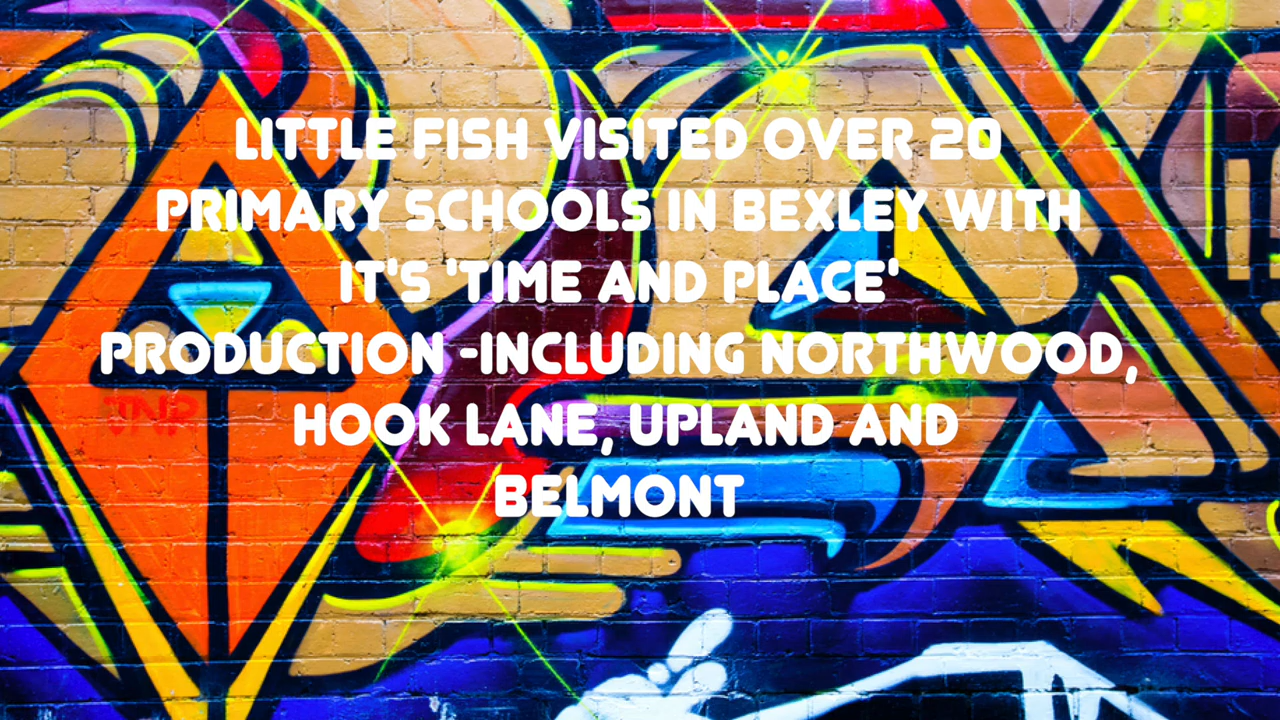 LITTLE FISH VISITED OVER 20
PRIMARY SCHOOLS IN BEXLEY WITH
IT'S 'TIME AND PLACE'
PRODUCTION -INCLUDING NORTHWOOD,
HOOK LANE, UPLAND AND
BELMONT
JNR